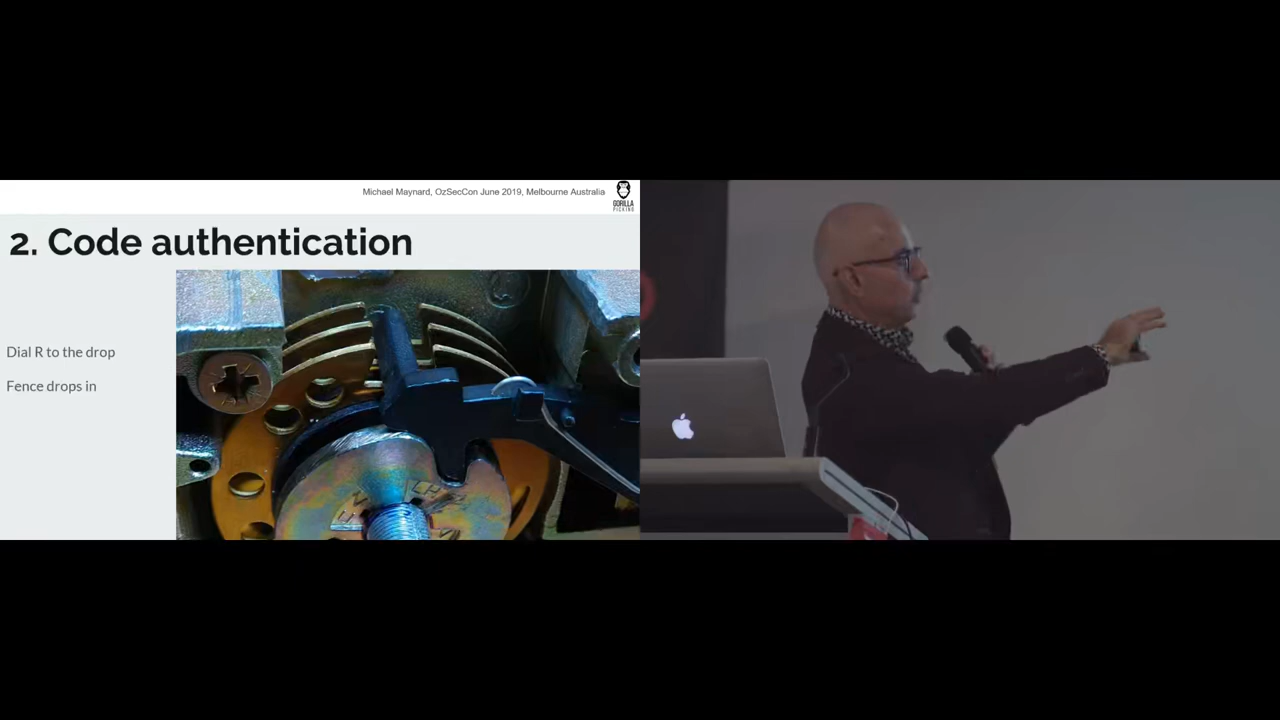 Michael Maynard, OzSecCon June 2019, Melbourne Australia
GORILLA
PICKING
2. Code authentication
Dial R to the drop
Fence drops in